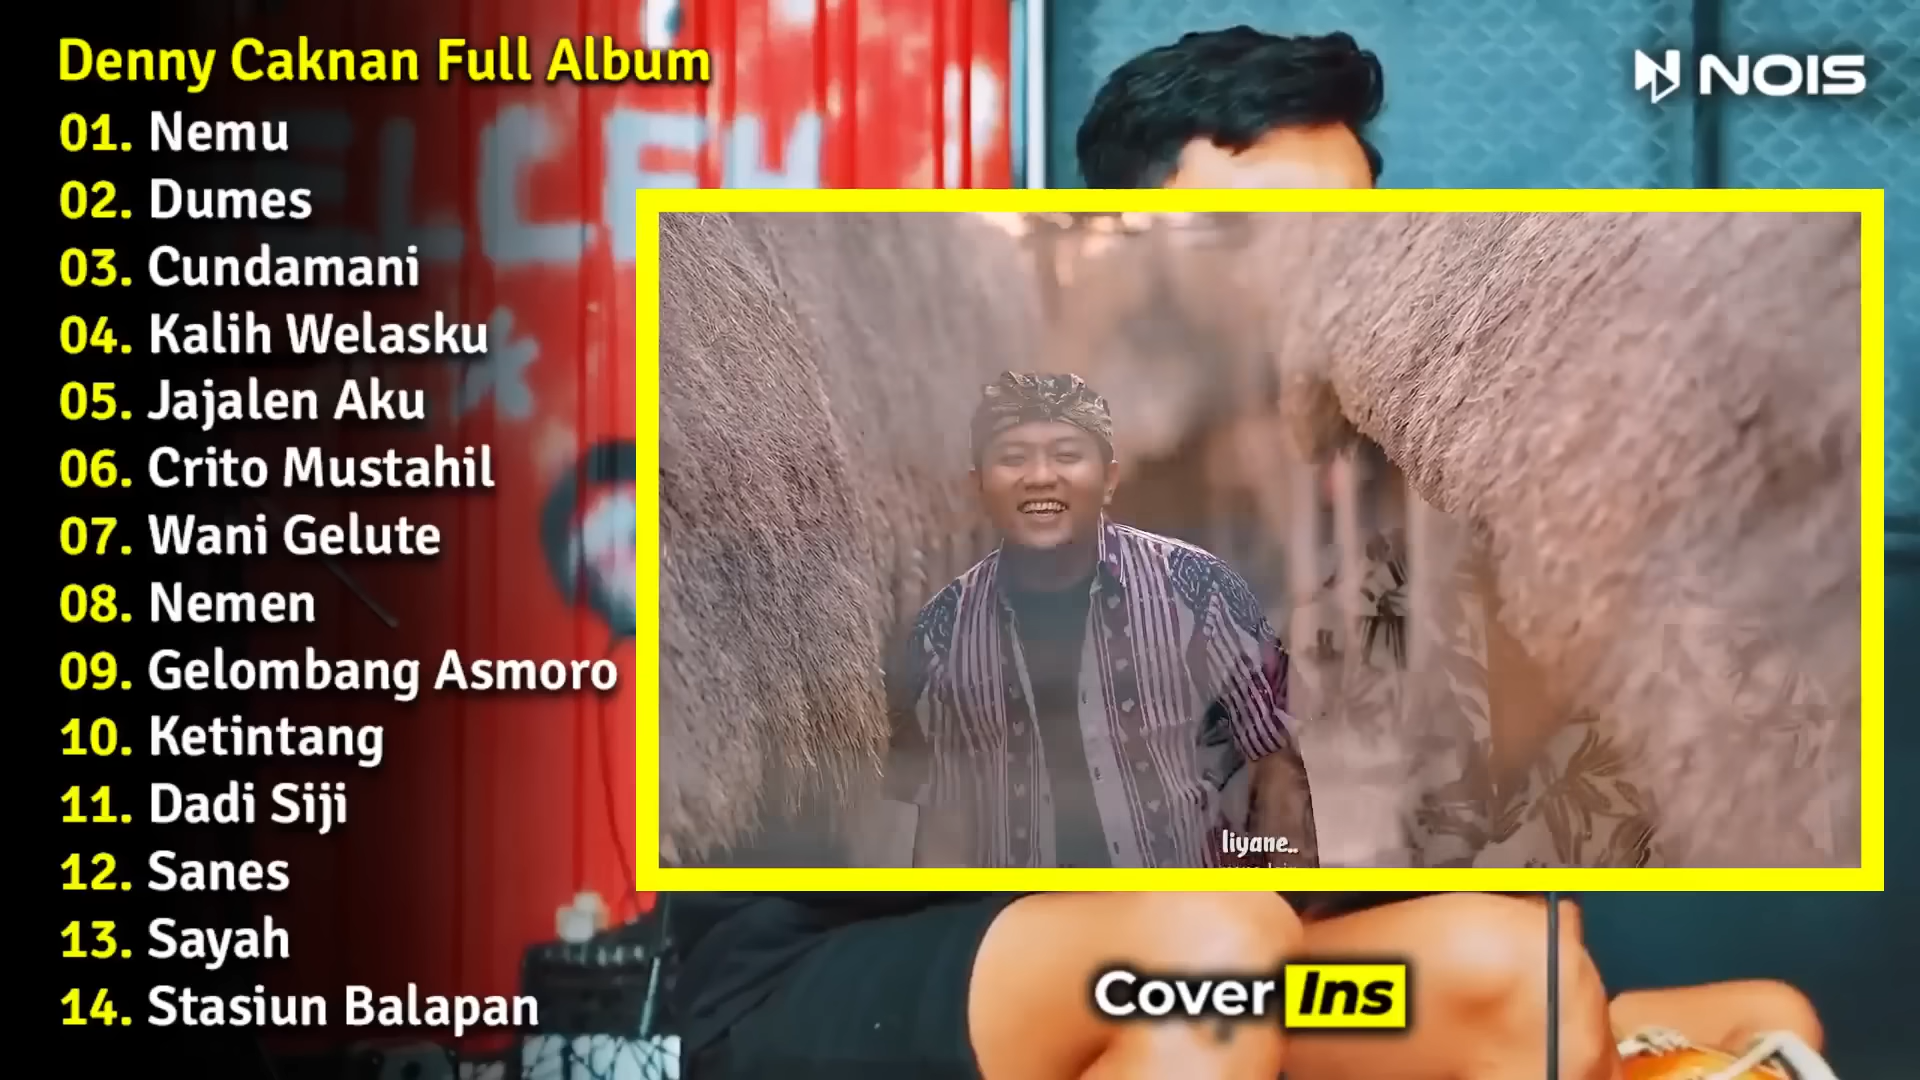 Denny Caknan Full Album
01. Nemu
02. Dumes
03. Cundamani
04. Kalih Welasku
05. Jajalen Aku
06. Crito Mustahil
07. Wani Gelute
08. Nemen
09. Gelombang Asmoro
10. Ketintang
11. Dadi Siji
12. Sanes
13. Sayah
14. Stasiun Balapan
NOIS
liyane..
Cover Ins